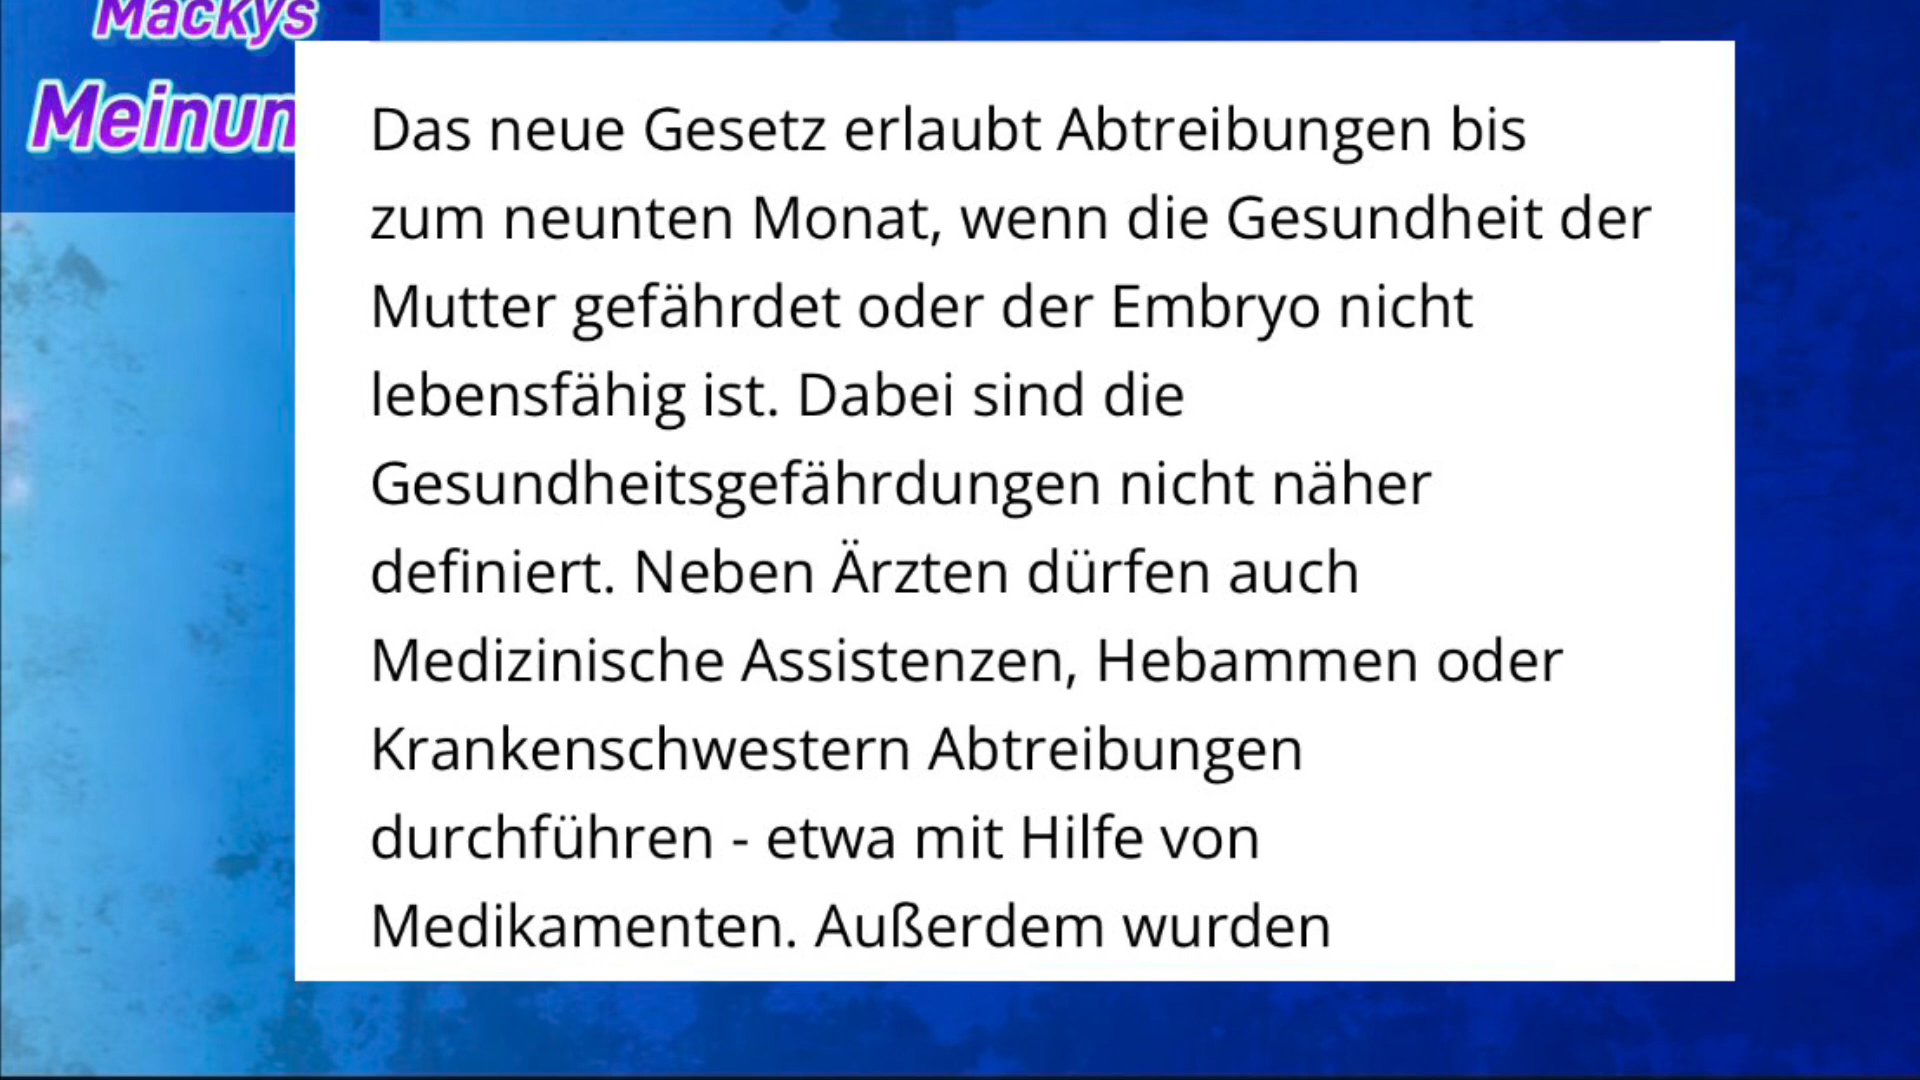 Mackys
Meinun
Das neue Gesetz erlaubt Abtreibungen bis
zum neunten Monat, wenn die Gesundheit der
Mutter gefährdet oder der Embryo nicht
lebensfähig ist. Dabei sind die
Gesundheitsgefährdungen nicht näher
definiert. Neben Ärzten dürfen auch
Medizinische Assistenzen, Hebammen oder
Krankenschwestern Abtreibungen
durchführen - etwa mit Hilfe von
Medikamenten. Außerdem wurden